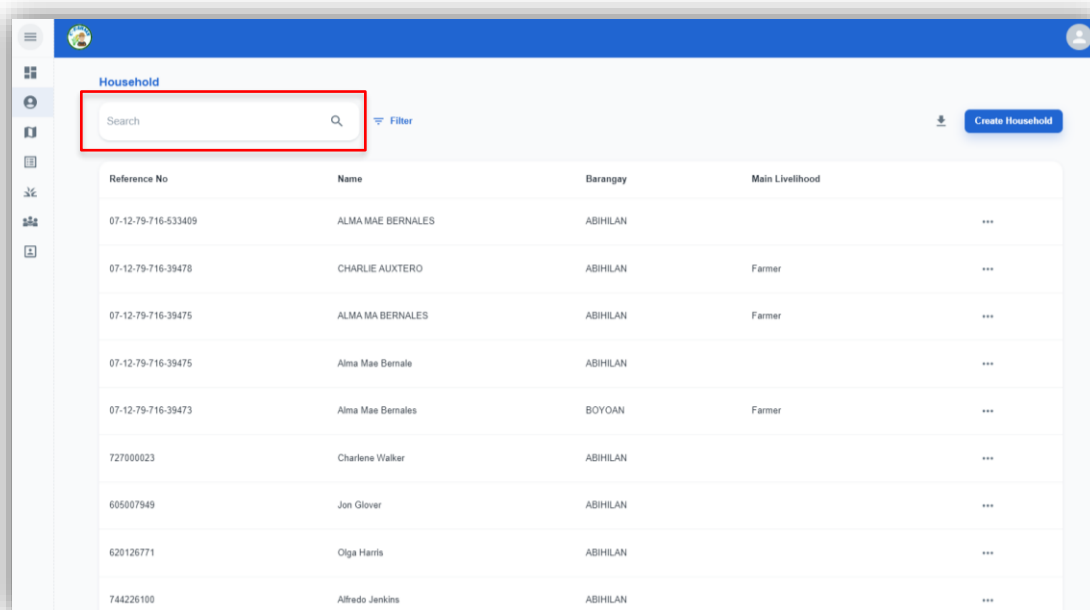 Household
Search Filter Create Household
Reference No Name Barangay Main Livelihood
07-12-79-716-533409 ALMA MAE BERNALES ABIHILAN
07-12-79-716-39478 CHARLIE AUXTERO ABIHILAN Farmer
07-12-79-716-39475 ALMA MA BERNALES ABIHILAN Farmer
07-12-79-716-39475 Alma Mae Bernale ABIHILAN
07-12-79-716-39473 Alma Mae Bernales BOYOAN Farmer
727000023 Charlene Walker ABIHILAN
605007949 Jon Glover ABIHILAN
620126771 Olga Harris ABIHILAN
744226100 Alfredo Jenkins ABIHILAN